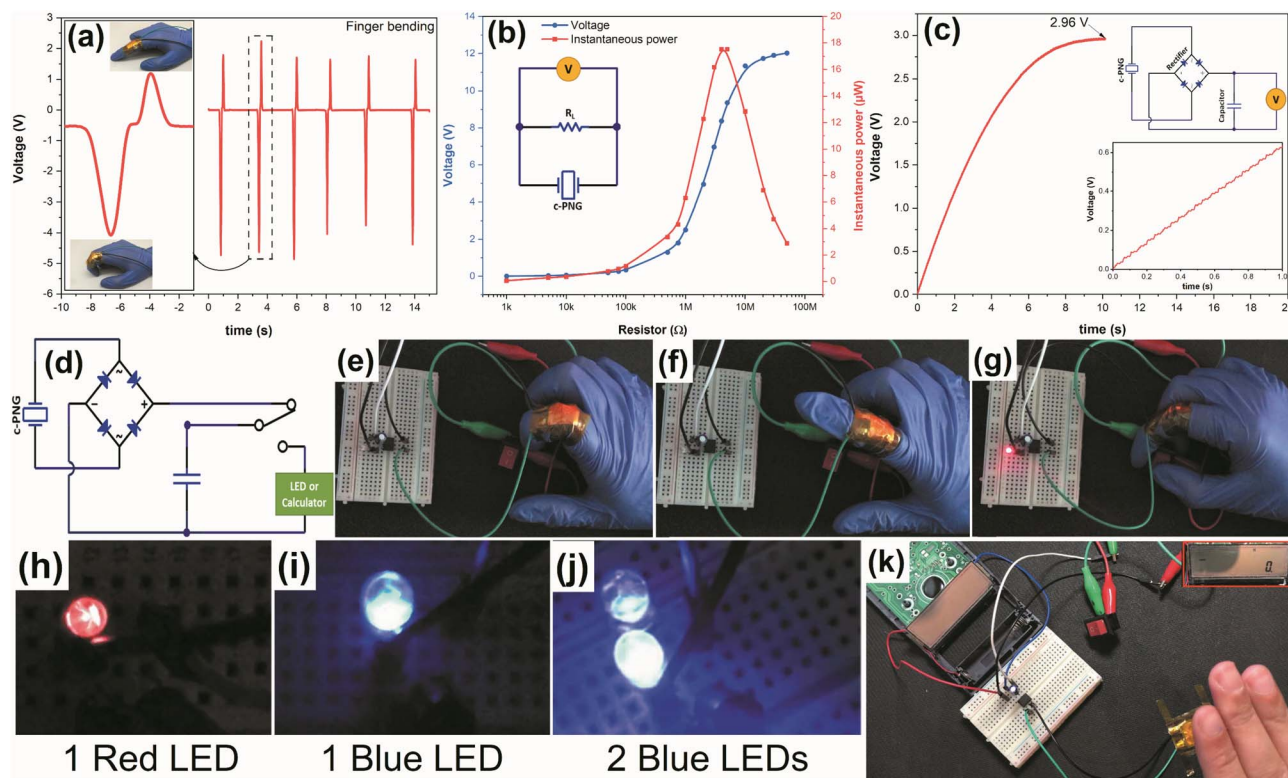 (a)
Finger bending
Voltage (V)
3
2
1
0
-1
-2
-3
-4
-5
-6
-10 -8 -6 -4 -2 0 2 4 6 8 10 12 14
time (s)
(b)
Voltage
Instantaneous power
V
R_L
c-PNG
Voltage (V)
14
12
10
8
6
4
2
0
Instantaneous power (µW)
20
18
16
14
12
10
8
6
4
2
0
-2
1k 10k 100k 1M 10M 100M
Resistor (Ω)
(c)
2.96 V
Voltage (V)
3.0
2.5
2.0
1.5
1.0
0.5
0.0
0 2 4 6 8 10 12 14 16 18 2
time (s)
c-PNG
Rectifier
Capacitor
V
Voltage (V)
0.6
0.4
0.2
0.0
0.0 0.2 0.4 0.6 0.8 1.0
time (s)
(d)
c-PNG
~
- +
~
LED or
Calculator
(e)
(f)
(g)
(h)
1 Red LED
(i)
1 Blue LED
(j)
2 Blue LEDs
(k)
0.